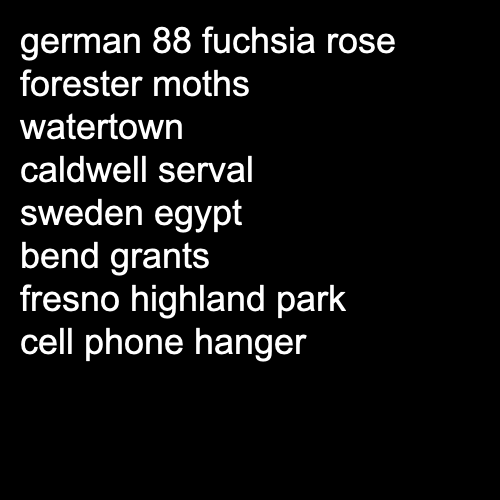 german 88 fuchsia rose
forester moths
watertown
caldwell serval
sweden egypt
bend grants
fresno highland park
cell phone hanger